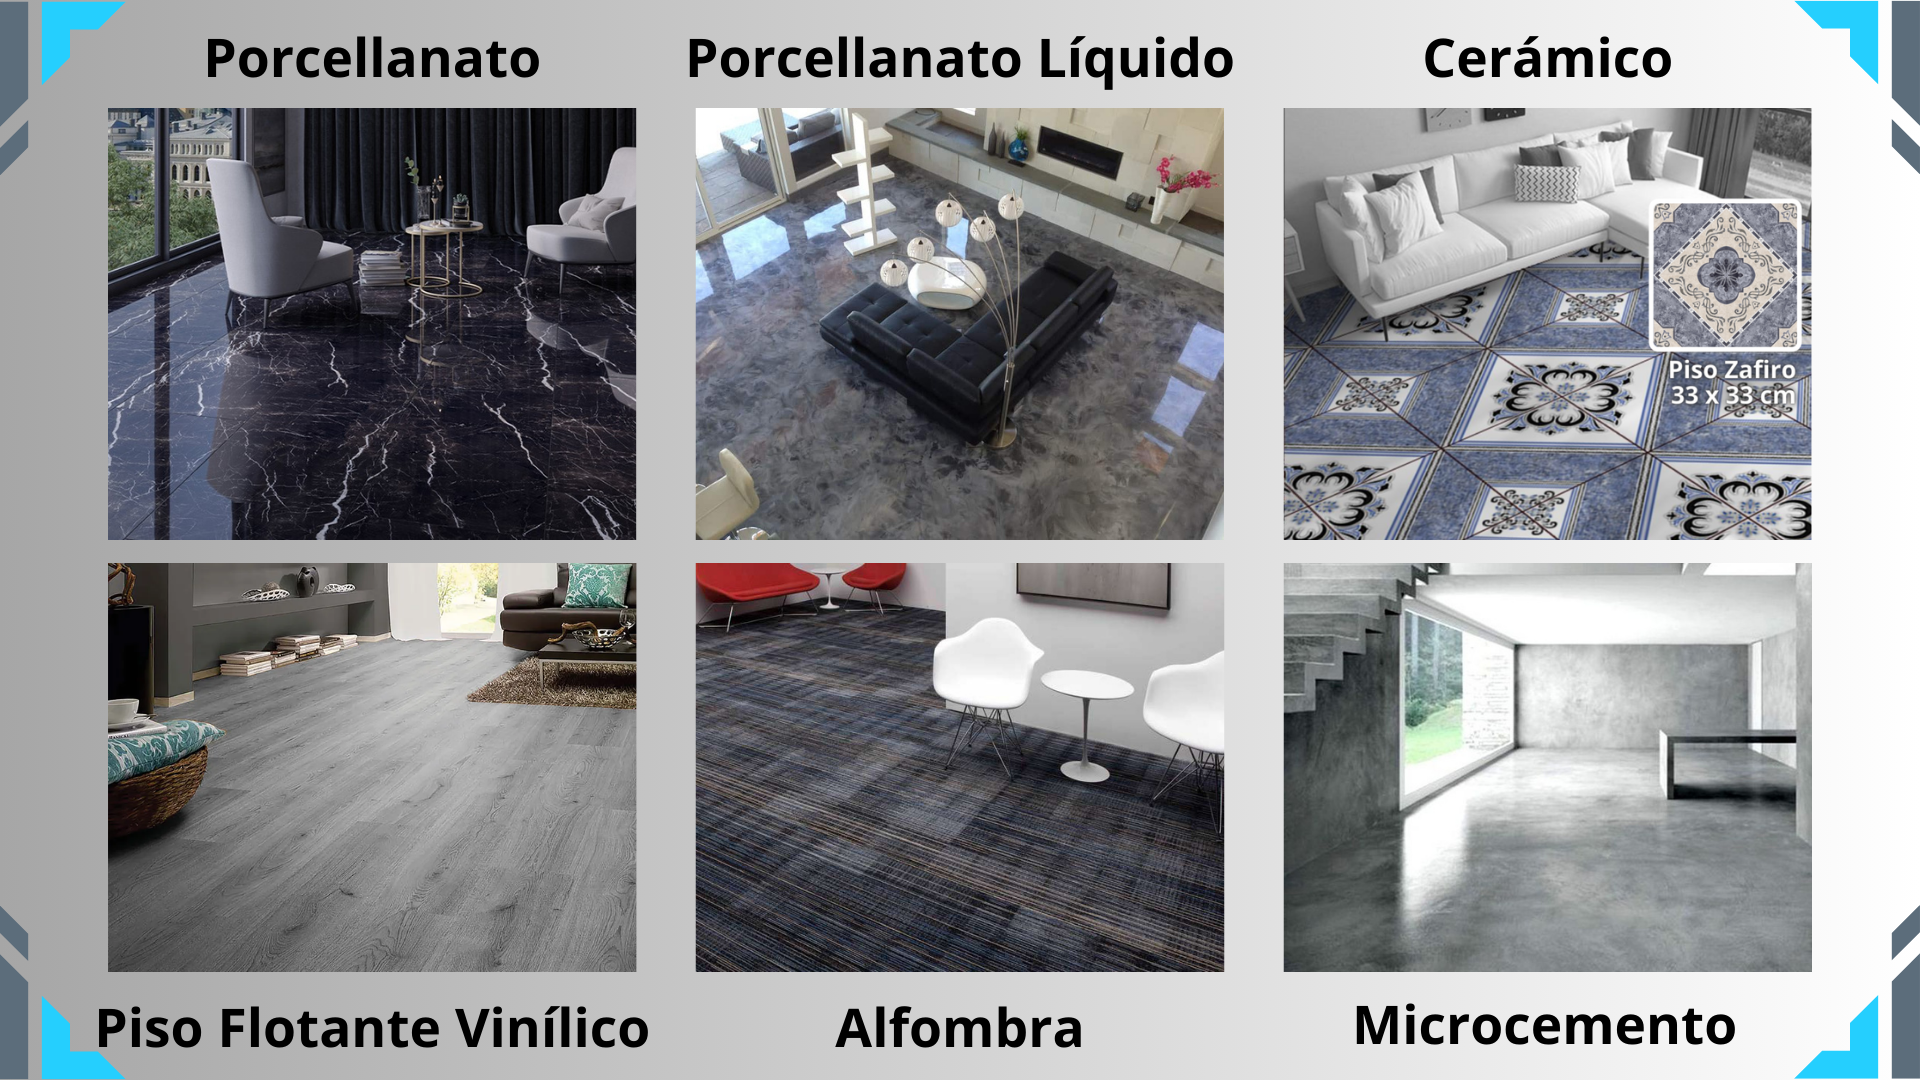 Porcellanato
Porcellanato Líquido
Cerámico
Piso Zafiro
33 x 33 cm
Piso Flotante Vinílico
Alfombra
Microcemento